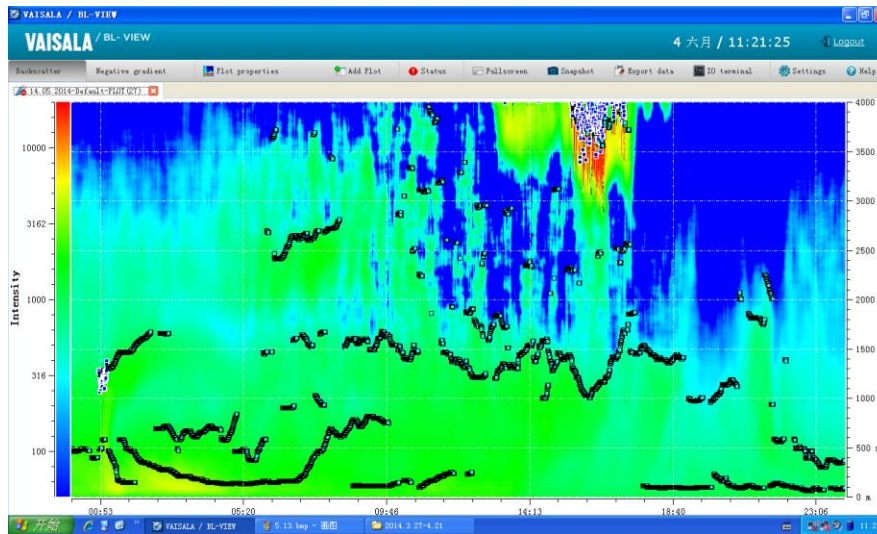 VAISALA / BL-VIEW
VAISALA / BL- VIEW
4 六月 / 11:21:25
Logout
Backscatter Negative gradient Plot properties Add Plot Status Fullscreen Snapshot Export data IO terminal Settings Help
14.05.2014-Default-PLOT(27)
10000
3162
1000
316
100
Intensity
4000
3500
3000
2500
2000
1500
1000
500
0 m
00:53 05:20 09:46 14:13 18:40 23:06
开始 VAISALA / BL-VIEW 5.13.bmp - 画图 2014.3.27-4.21